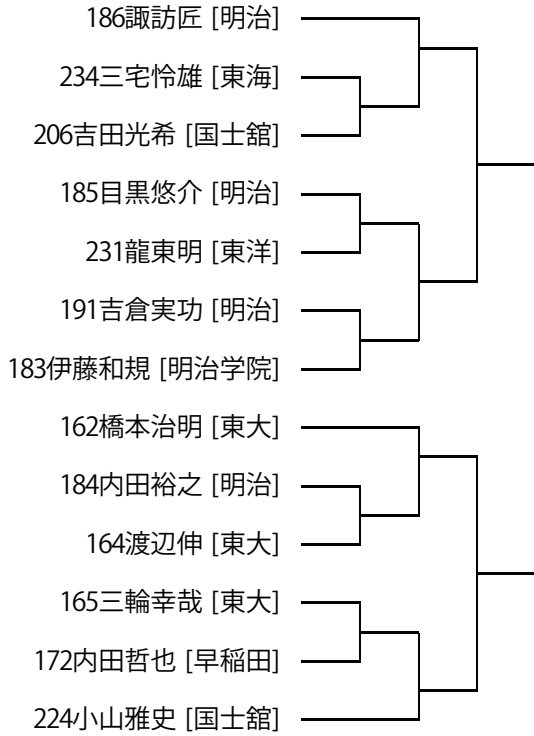 186諏訪匠 [明治]
234三宅怜雄 [東海]
206吉田光希 [国士舘]
185目黒悠介 [明治]
231龍東明 [東洋]
191吉倉実功 [明治]
183伊藤和規 [明治学院]
162橋本治明 [東大]
184内田裕之 [明治]
164渡辺伸 [東大]
165三輪幸哉 [東大]
172内田哲也 [早稲田]
224小山雅史 [国士舘]